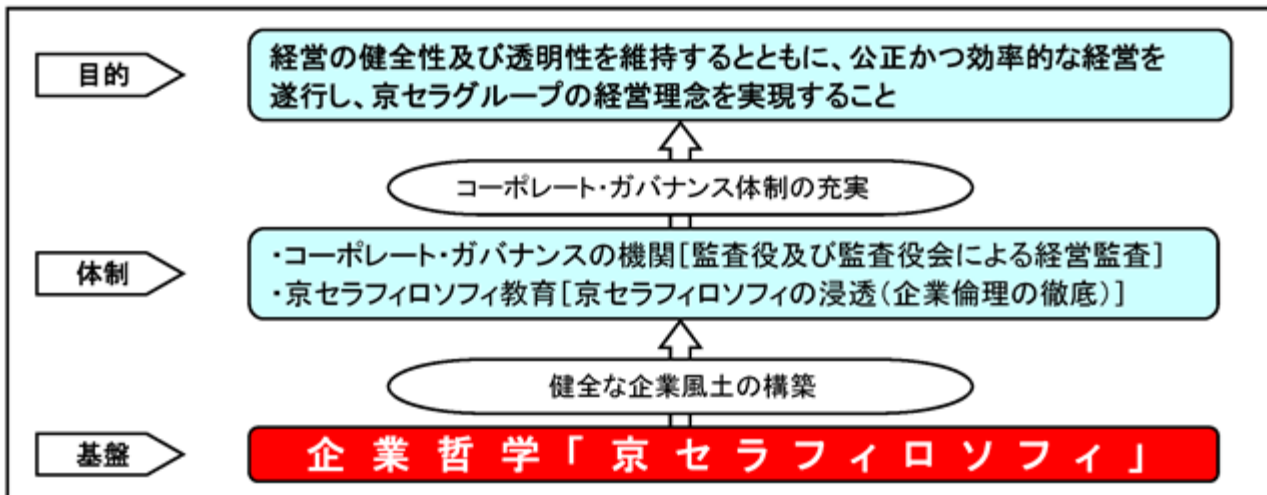 目的
経営の健全性及び透明性を維持するとともに、公正かつ効率的な経営を
遂行し、京セラグループの経営理念を実現すること
コーポレート・ガバナンス体制の充実
体制
・コーポレート・ガバナンスの機関[監査役及び監査役会による経営監査]
・京セラフィロソフィ教育[京セラフィロソフィの浸透(企業倫理の徹底)]
健全な企業風土の構築
基盤
企業哲学「京セラフィロソフィ」